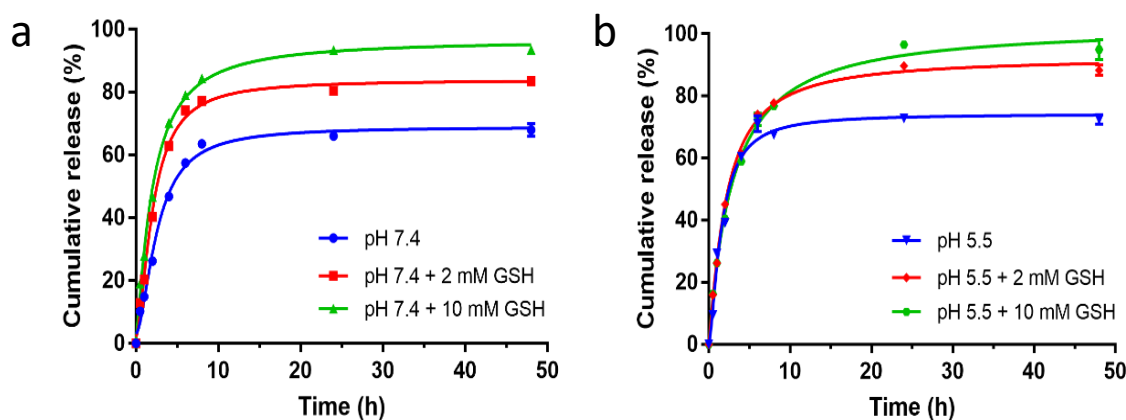 a
Cumulative release (%)
100
80
60
40
20
0
0 10 20 30 40 50
Time (h)
pH 7.4
pH 7.4 + 2 mM GSH
pH 7.4 + 10 mM GSH
b
Cumulative release (%)
100
80
60
40
20
0
0 10 20 30 40 50
Time (h)
pH 5.5
pH 5.5 + 2 mM GSH
pH 5.5 + 10 mM GSH